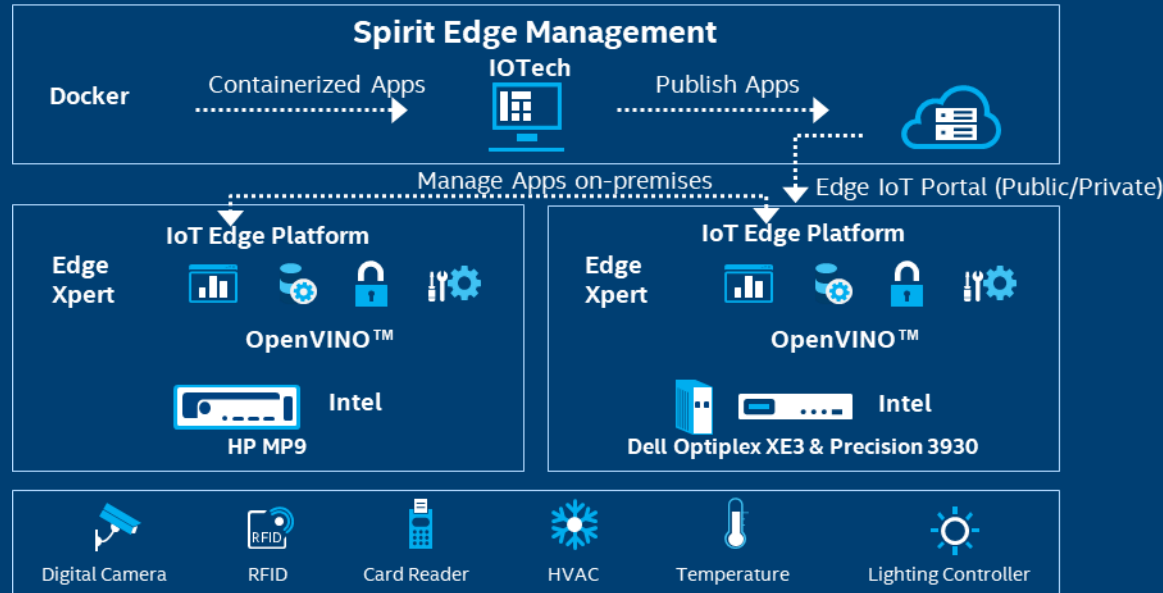 Spirit Edge Management
Docker
Containerized Apps
IOTech
Publish Apps
Manage Apps on-premises
Edge IoT Portal (Public/Private)
IoT Edge Platform
Edge
Xpert
OpenVINO™
Intel
HP MP9
IoT Edge Platform
Edge
Xpert
OpenVINO™
Intel
Dell Optiplex XE3 & Precision 3930
RFID
Digital Camera
RFID
Card Reader
HVAC
Temperature
Lighting Controller